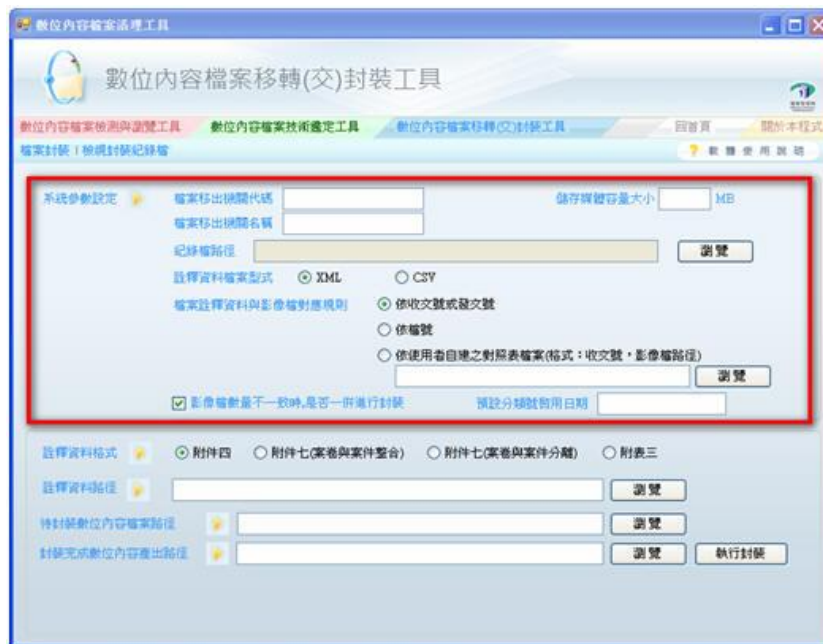 數位內容檔案清理工具
數位內容檔案移轉(交)封裝工具
數位內容檔案檢測與瀏覽工具 數位內容檔案技術鑑定工具 數位內容檔案移轉(交)封裝工具 回首頁 關於本程式
檔案封裝 | 檢視封裝紀錄檔 ? 軟體使用說明
系統參數設定 檔案移出機關代碼 儲存媒體容量大小 MB
檔案移出機關名稱
紀錄檔路徑 瀏覽
詮釋資料檔案型式 XML CSV
檔案詮釋資料與影像檔對應規則 依收文號或發文號
依檔號
依使用者自建之對照表檔案(格式：收文號，影像檔路徑)
瀏覽
影像檔數量不一致時,是否一併進行封裝 預設分類號啟用日期
詮釋資料格式 附件四 附件七(案卷與案件整合) 附件七(案卷與案件分離) 附表三
詮釋資料路徑 瀏覽
待封裝數位內容檔案路徑 瀏覽
封裝完成數位內容產出路徑 瀏覽 執行封裝